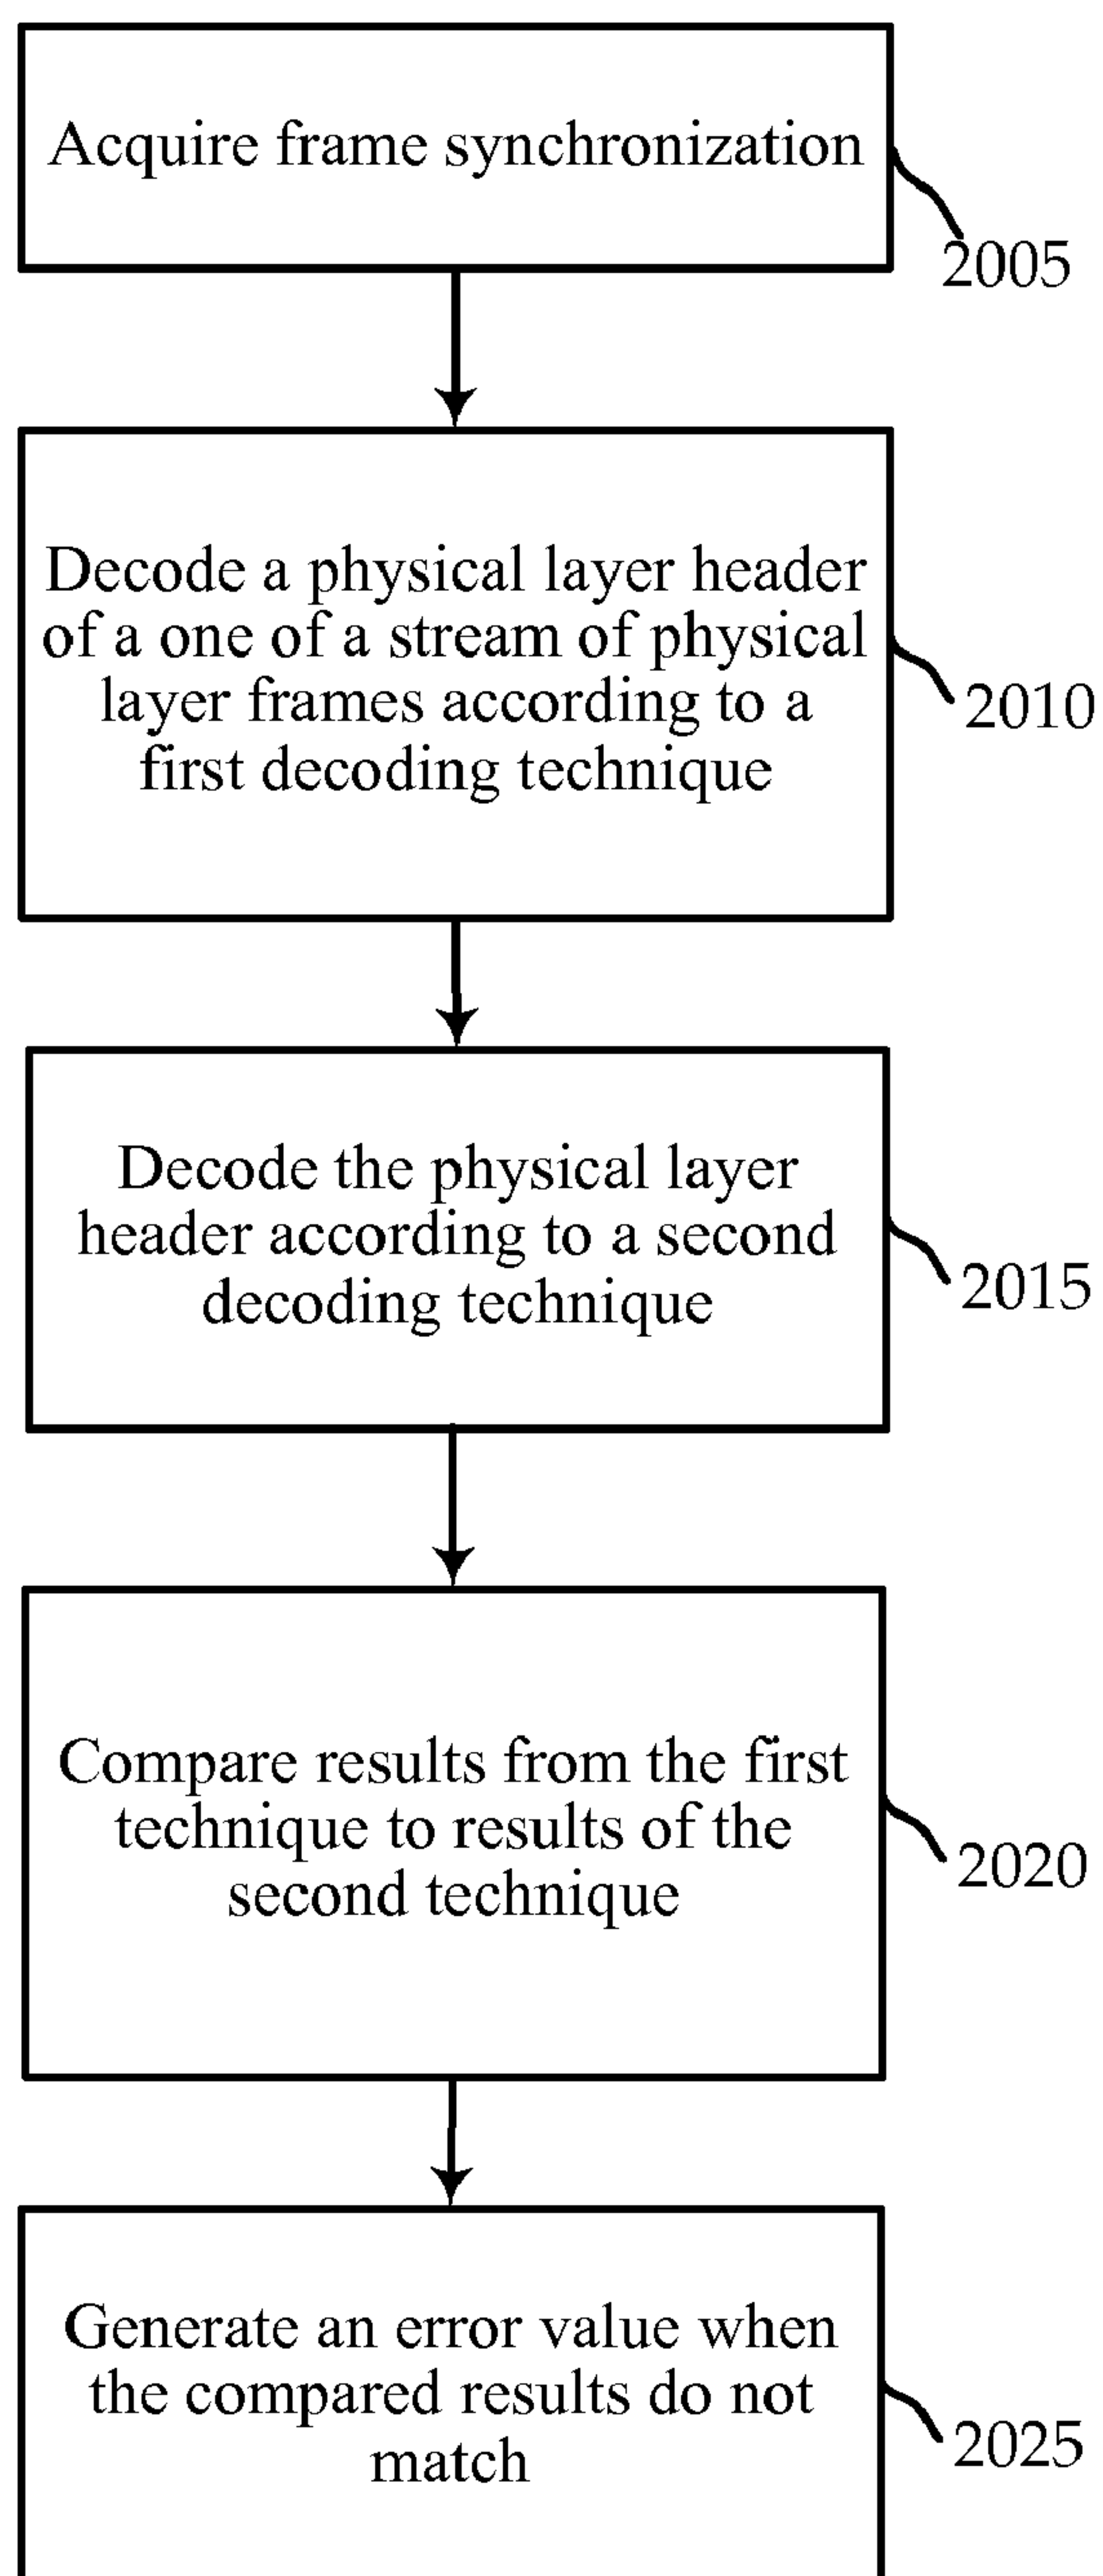 Acquire frame synchronization
2005
Decode a physical layer header
of a one of a stream of physical
layer frames according to a
first decoding technique
2010
Decode the physical layer
header according to a second
decoding technique
2015
Compare results from the first
technique to results of the
second technique
2020
Generate an error value when
the compared results do not
match
2025